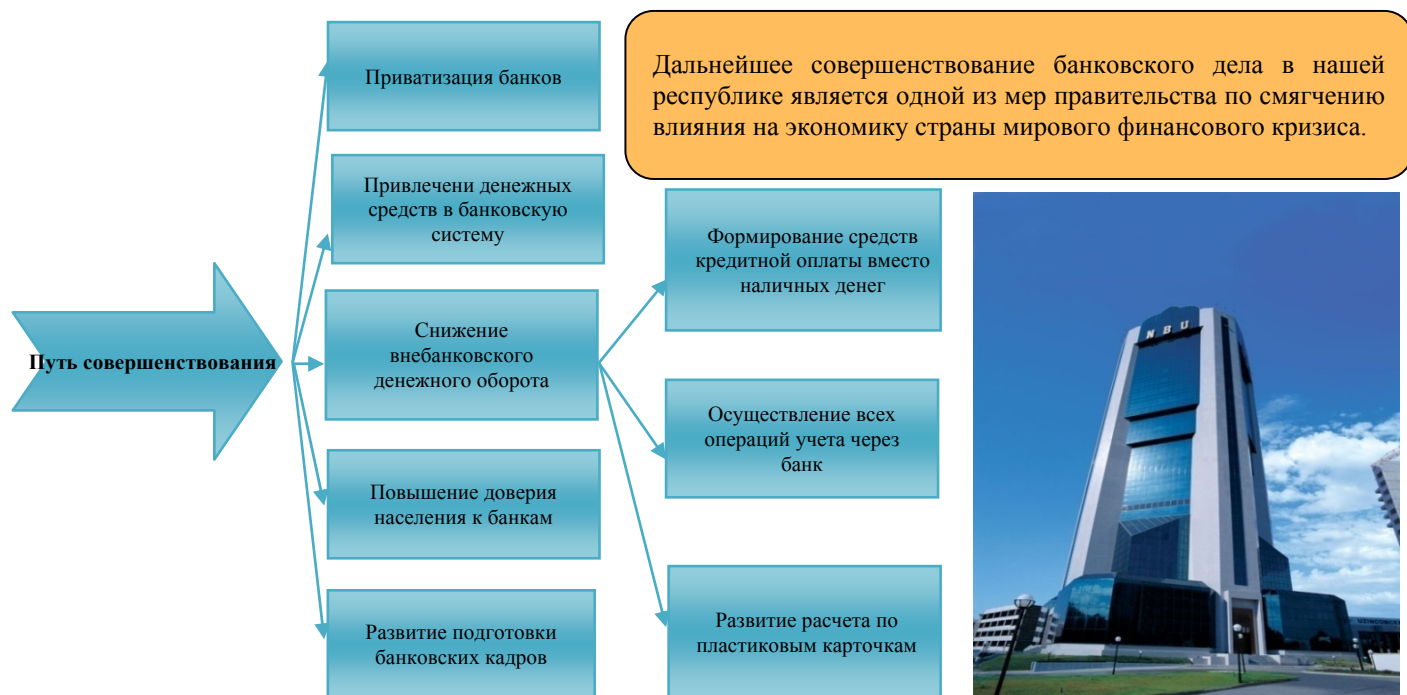 Приватизация банков
Дальнейшее совершенствование банковского дела в нашей
республике является одной из мер правительства по смягчению
влияния на экономику страны мирового финансового кризиса.
Привлечени денежных
средств в банковскую
систему
Формирование средств
кредитной оплаты вместо
наличных денег
Путь совершенствования
Снижение
внебанковского
денежного оборота
Осуществление всех
операций учета через
банк
Повышение доверия
населения к банкам
Развитие подготовки
банковских кадров
Развитие расчета по
пластиковым карточкам
NBU